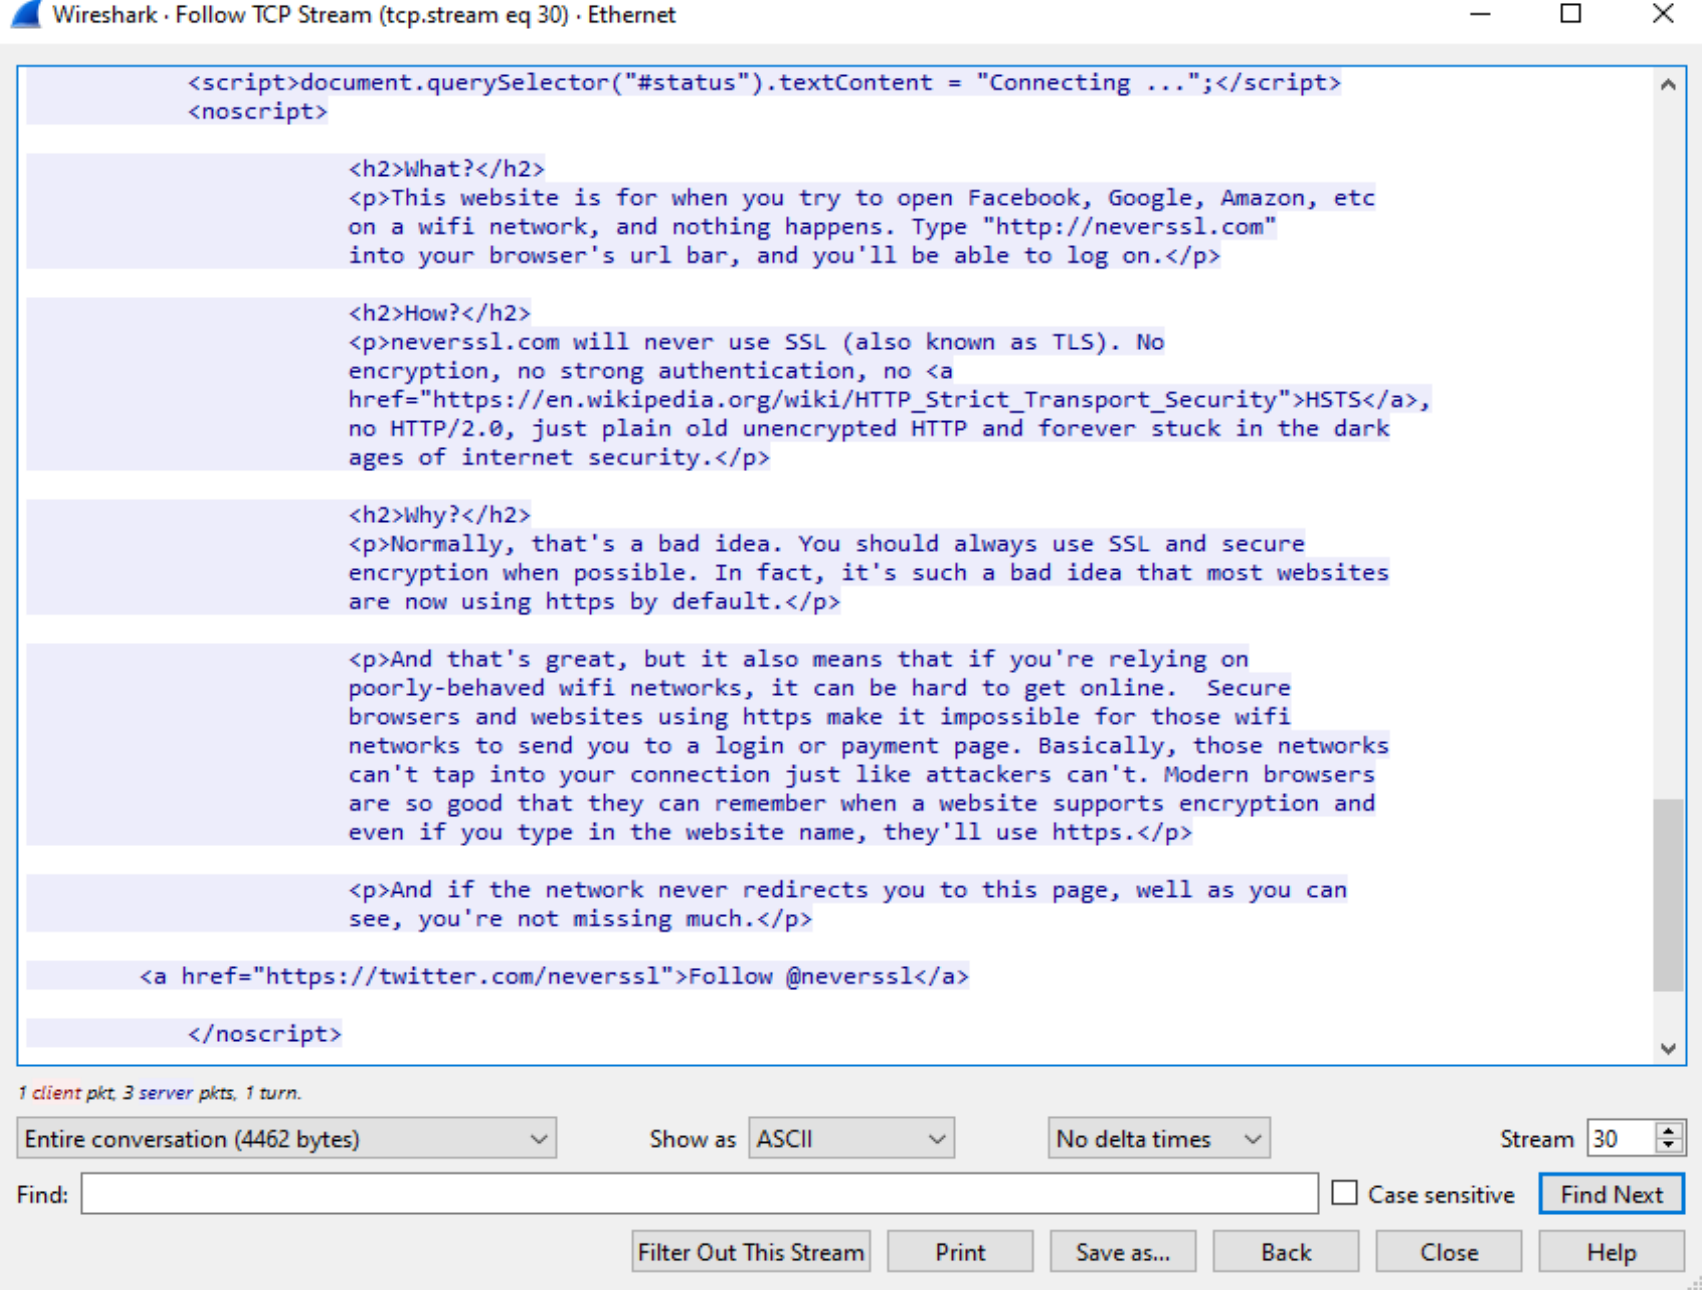 Wireshark · Follow TCP Stream (tcp.stream eq 30) · Ethernet
<script>document.querySelector("#status").textContent = "Connecting ...";</script>
<noscript>
<h2>What?</h2>
<p>This website is for when you try to open Facebook, Google, Amazon, etc
on a wifi network, and nothing happens. Type "http://neverssl.com"
into your browser's url bar, and you'll be able to log on.</p>
<h2>How?</h2>
<p>neverssl.com will never use SSL (also known as TLS). No
encryption, no strong authentication, no <a
href="https://en.wikipedia.org/wiki/HTTP_Strict_Transport_Security">HSTS</a>,
no HTTP/2.0, just plain old unencrypted HTTP and forever stuck in the dark
ages of internet security.</p>
<h2>Why?</h2>
<p>Normally, that's a bad idea. You should always use SSL and secure
encryption when possible. In fact, it's such a bad idea that most websites
are now using https by default.</p>
<p>And that's great, but it also means that if you're relying on
poorly-behaved wifi networks, it can be hard to get online.  Secure
browsers and websites using https make it impossible for those wifi
networks to send you to a login or payment page. Basically, those networks
can't tap into your connection just like attackers can't. Modern browsers
are so good that they can remember when a website supports encryption and
even if you type in the website name, they'll use https.</p>
<p>And if the network never redirects you to this page, well as you can
see, you're not missing much.</p>
<a href="https://twitter.com/neverssl">Follow @neverssl</a>
</noscript>
1 client pkt, 3 server pkts, 1 turn.
Entire conversation (4462 bytes) Show as ASCII No delta times Stream 30
Find: Case sensitive Find Next
Filter Out This Stream Print Save as... Back Close Help